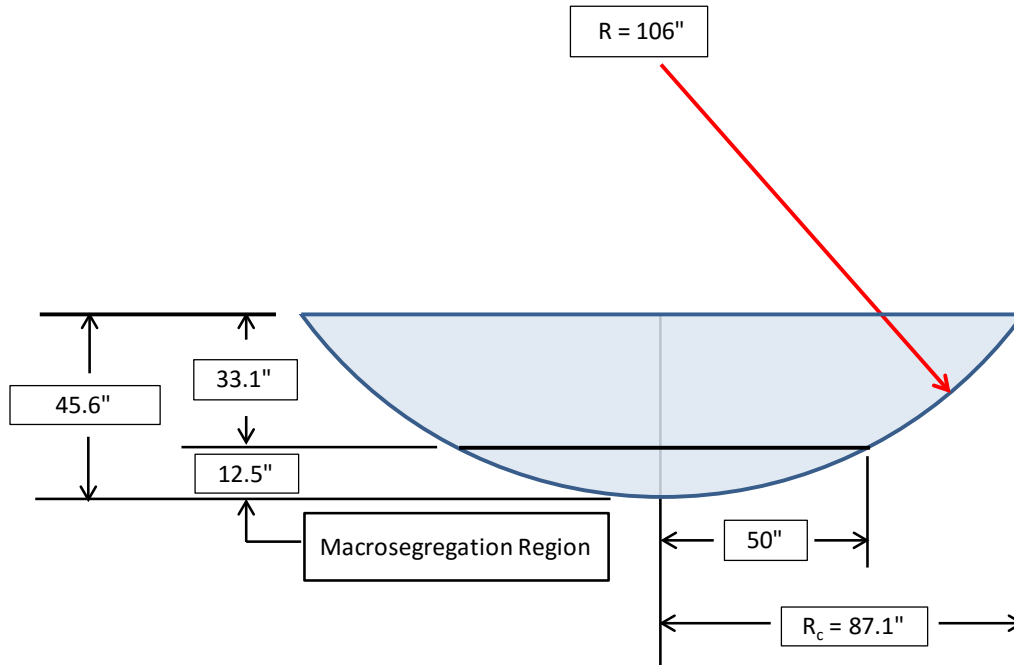 R = 106"
33.1"
45.6"
12.5"
Macrosegregation Region
50"
Rc = 87.1"